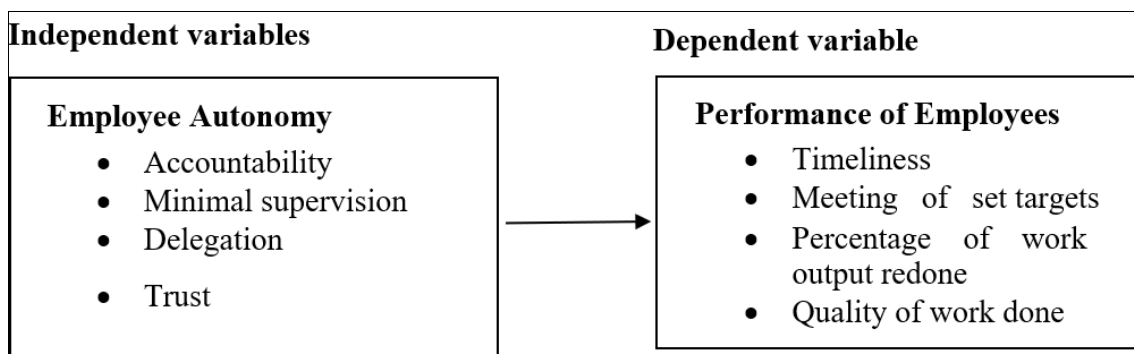 Independent variables
Employee Autonomy
• Accountability
• Minimal supervision
• Delegation
• Trust
Dependent variable
Performance of Employees
• Timeliness
• Meeting of set targets
• Percentage of work
output redone
• Quality of work done